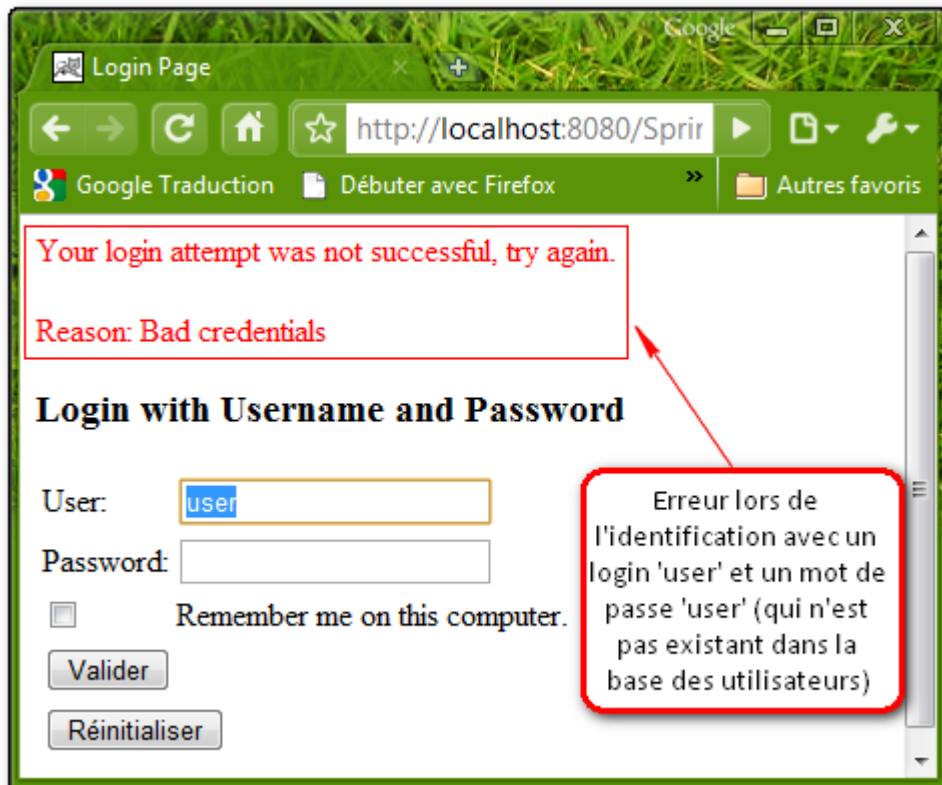 Google
Login Page
http://localhost:8080/Sprir
Google Traduction
Débuter avec Firefox
»
Autres favoris
Your login attempt was not successful, try again.
Reason: Bad credentials
Login with Username and Password
User:
user
Password:
Remember me on this computer.
Valider
Réinitialiser
Erreur lors de
l'identification avec un
login 'user' et un mot de
passe 'user' (qui n'est
pas existant dans la
base des utilisateurs)